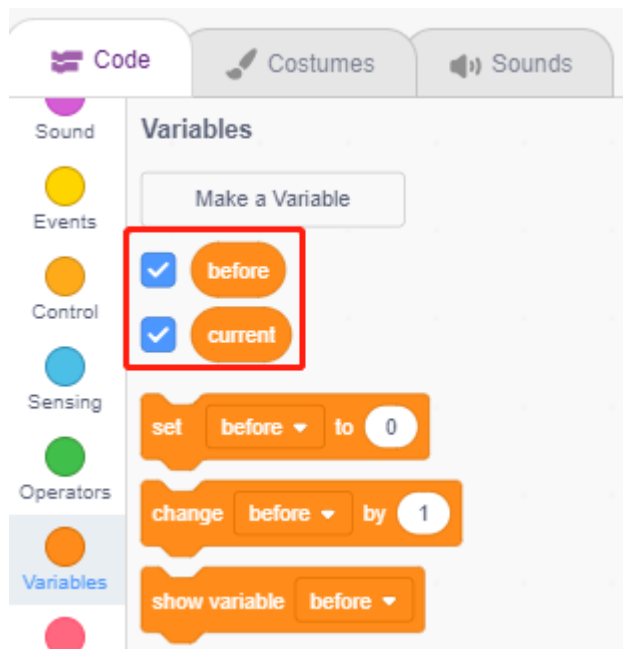 Code Costumes Sounds
Sound
Events
Control
Sensing
Operators
Variables
Variables
Make a Variable
before
current
set before to 0
change before by 1
show variable before